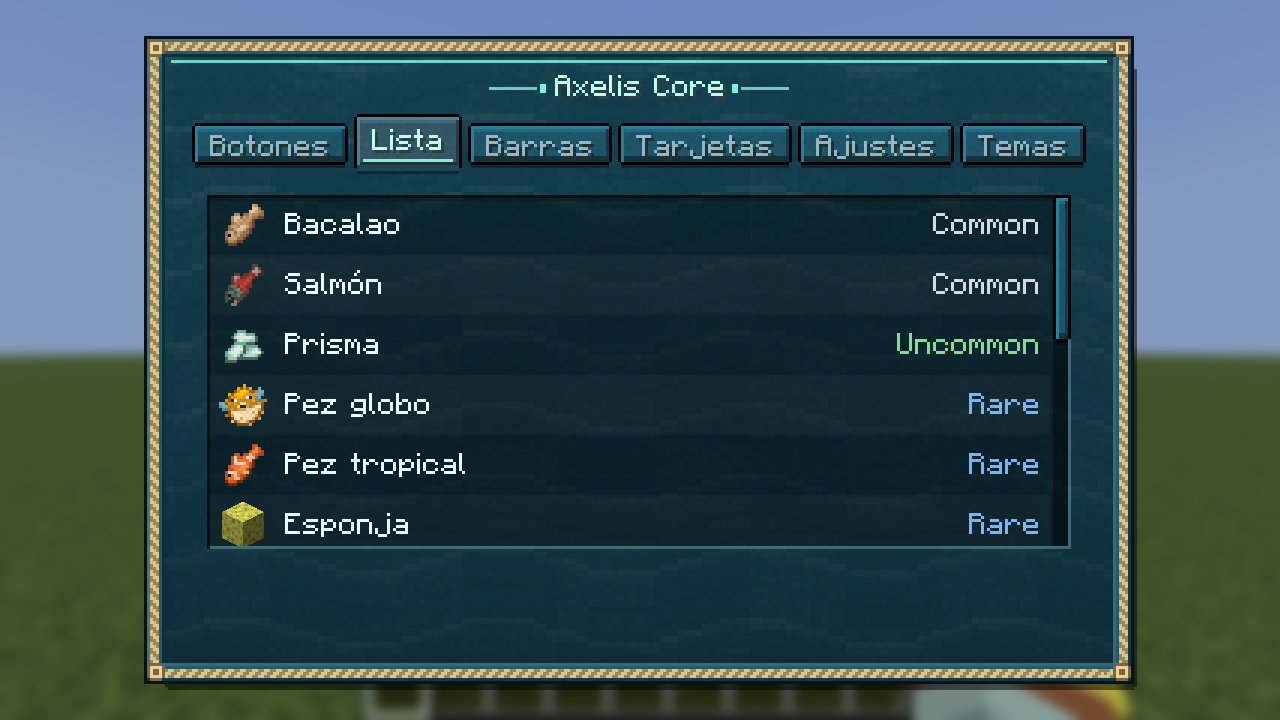 Axelis Core
Botones Lista Barras Tarjetas Ajustes Temas
Bacalao Common
Salmón Common
Prisma Uncommon
Pez globo Rare
Pez tropical Rare
Esponja Rare